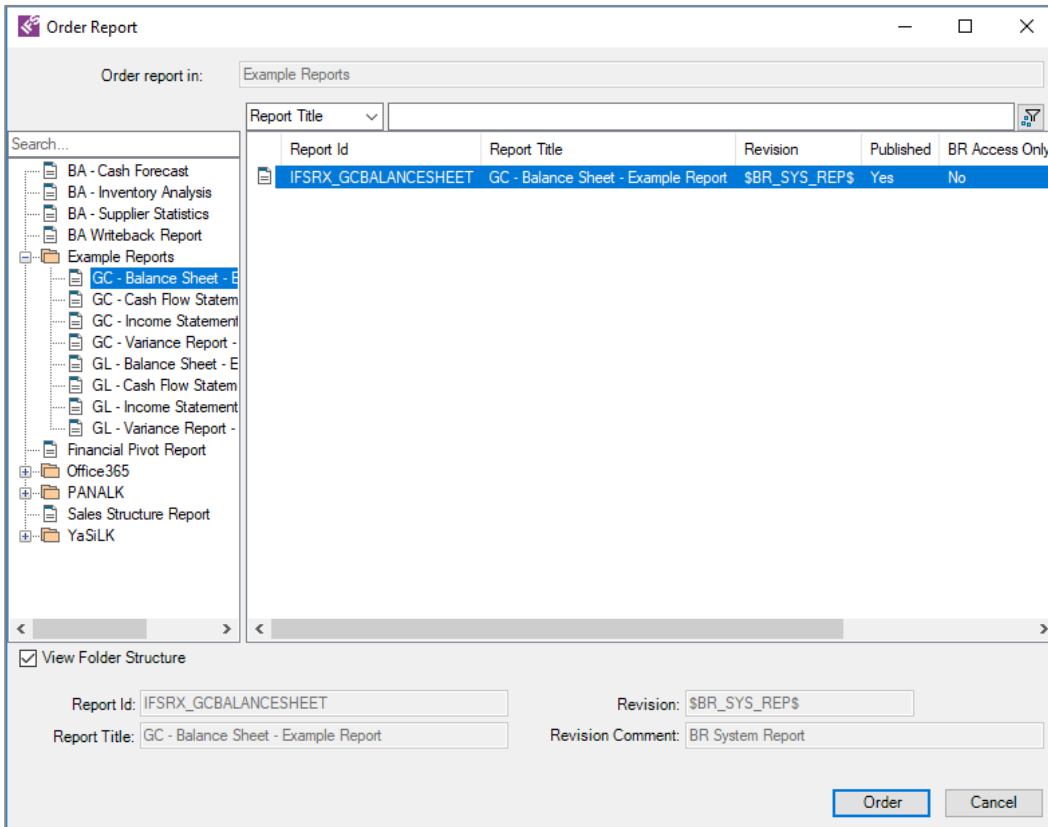 Order Report
Order report in: Example Reports
Report Title
Search...
Report Id Report Title Revision Published BR Access Only
IFSRX_GCBALANCESHEET GC - Balance Sheet - Example Report $BR_SYS_REP$ Yes No
BA - Cash Forecast
BA - Inventory Analysis
BA - Supplier Statistics
BA Writeback Report
Example Reports
GC - Balance Sheet - E
GC - Cash Flow Statem
GC - Income Statement
GC - Variance Report -
GL - Balance Sheet - E
GL - Cash Flow Statem
GL - Income Statement
GL - Variance Report -
Financial Pivot Report
Office365
PANALK
Sales Structure Report
YaSiLK
View Folder Structure
Report Id: IFSRX_GCBALANCESHEET Revision: $BR_SYS_REP$
Report Title: GC - Balance Sheet - Example Report Revision Comment: BR System Report
Order Cancel